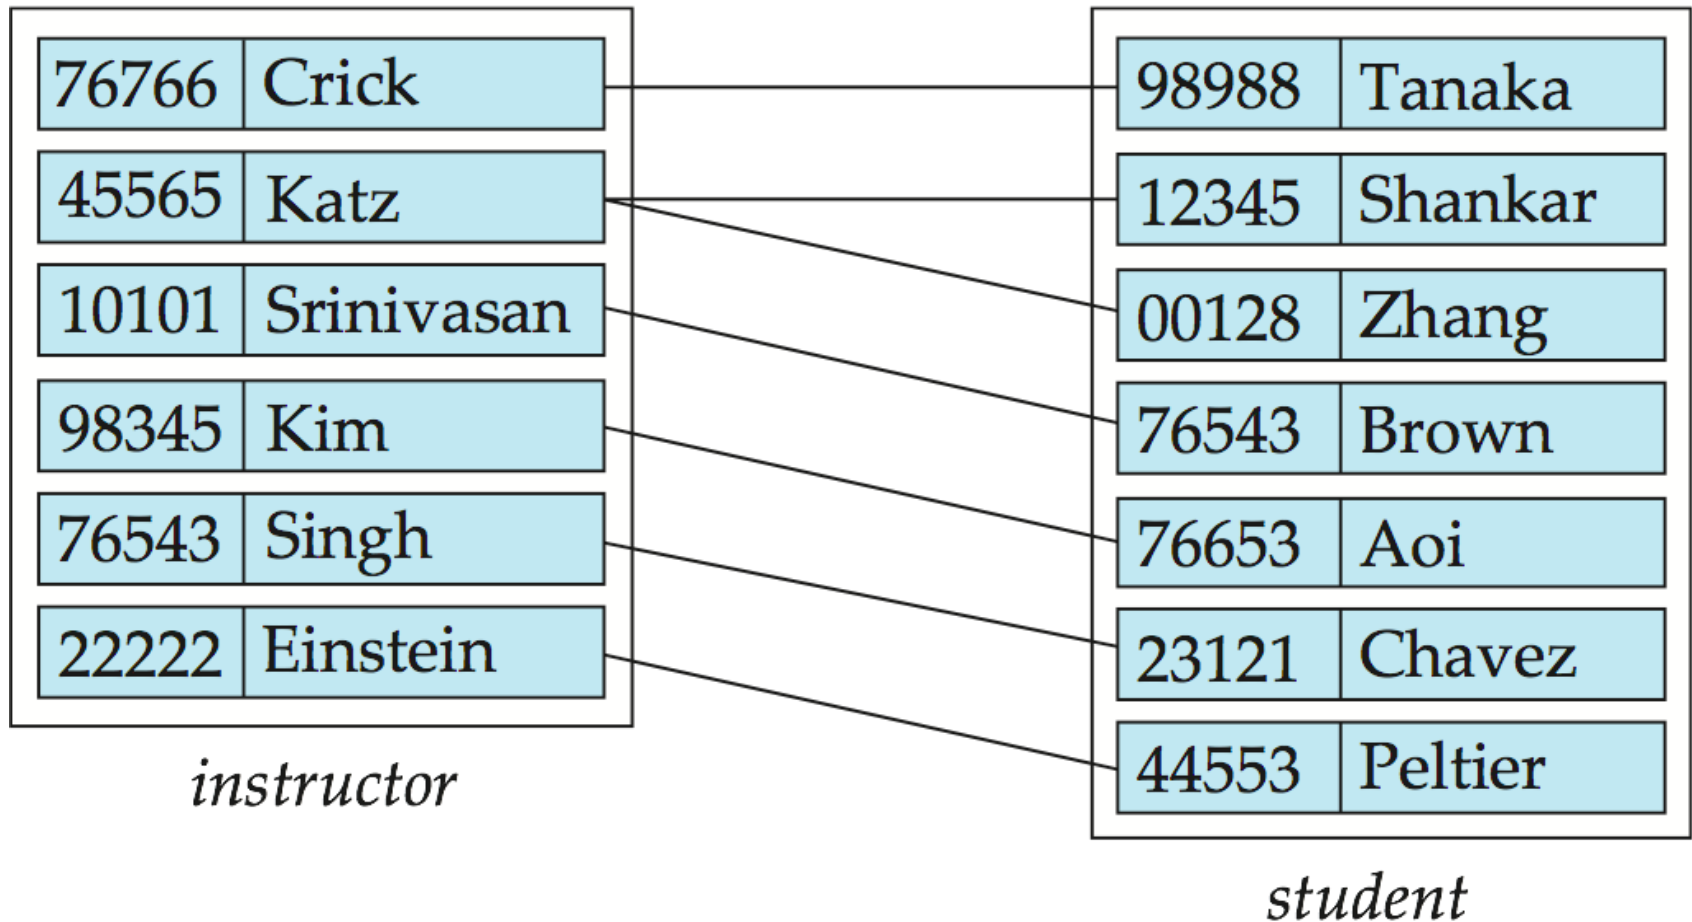 76766 Crick
45565 Katz
10101 Srinivasan
98345 Kim
76543 Singh
22222 Einstein
instructor
98988 Tanaka
12345 Shankar
00128 Zhang
76543 Brown
76653 Aoi
23121 Chavez
44553 Peltier
student